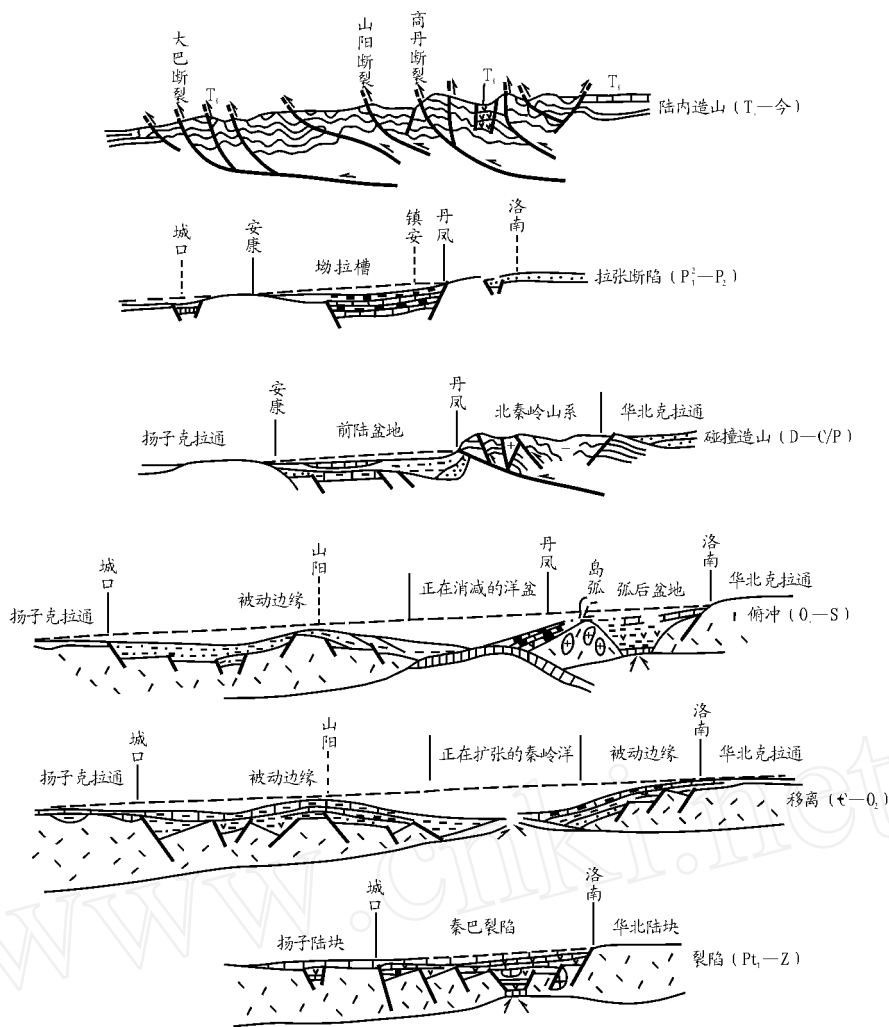 大巴断裂
山阳断裂
商丹断裂
陆内造山（T—今）
城口
安康
坳拉槽
镇安
丹凤
洛南
拉张断陷（P²₁—P₂）
扬子克拉通
安康
前陆盆地
丹凤
北秦岭山系
华北克拉通
碰撞造山（D—C/P）
扬子克拉通
城口
被动边缘
山阳
正在消减的洋盆
丹凤
岛弧
弧后盆地
洛南
华北克拉通
俯冲（O—S）
扬子克拉通
城口
被动边缘
山阳
正在扩张的秦岭洋
被动边缘
洛南
华北克拉通
移离（Є—O₂）
扬子陆块
城口
秦巴裂陷
洛南
华北陆块
裂陷（Pt₃—Z）
www.cnki.net